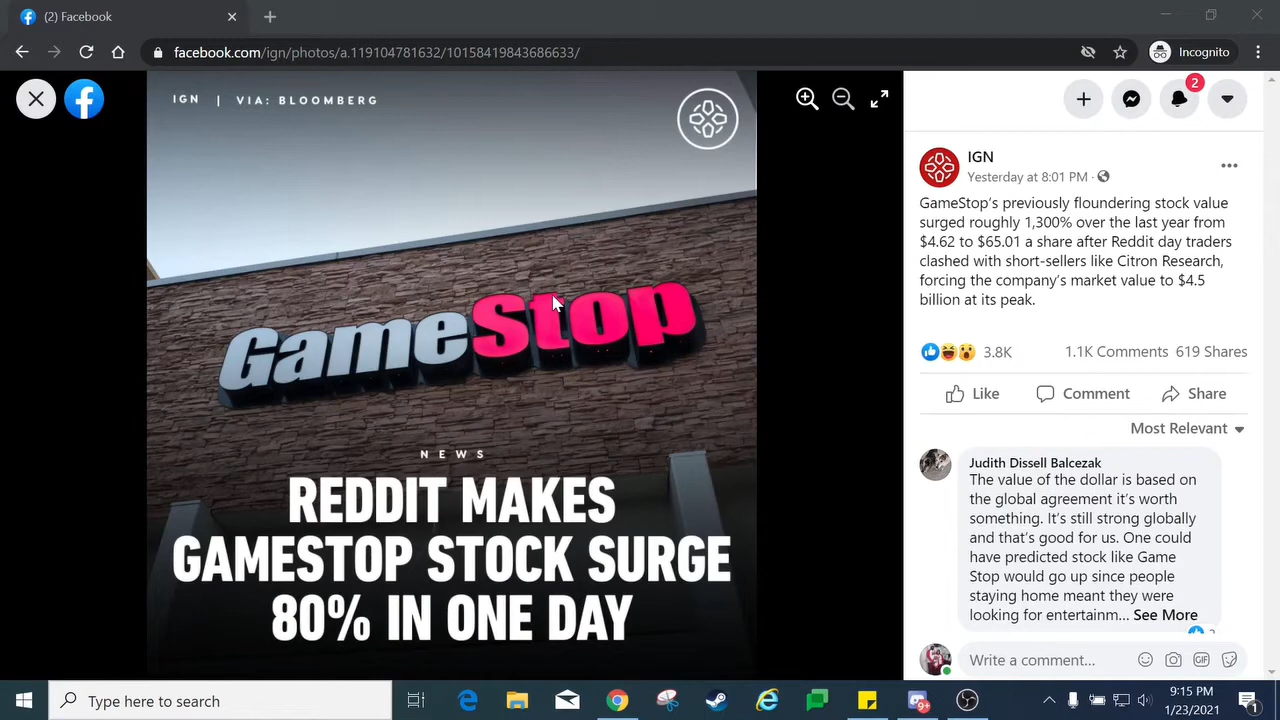 (2) Facebook
facebook.com/ign/photos/a.119104781632/10158419843686633/
Incognito
IGN | VIA: BLOOMBERG
GameStop
NEWS
REDDIT MAKES
GAMESTOP STOCK SURGE
80% IN ONE DAY
2
IGN
Yesterday at 8:01 PM ·
GameStop's previously floundering stock value
surged roughly 1,300% over the last year from
$4.62 to $65.01 a share after Reddit day traders
clashed with short-sellers like Citron Research,
forcing the company's market value to $4.5
billion at its peak.
3.8K 1.1K Comments 619 Shares
Like Comment Share
Most Relevant
Judith Dissell Balcezak
The value of the dollar is based on
the global agreement it's worth
something. It's still strong globally
and that's good for us. One could
have predicted stock like Game
Stop would go up since people
staying home meant they were
looking for entertainm... See More
Write a comment...
GIF
Type here to search
9+
9:15 PM
1/23/2021
1